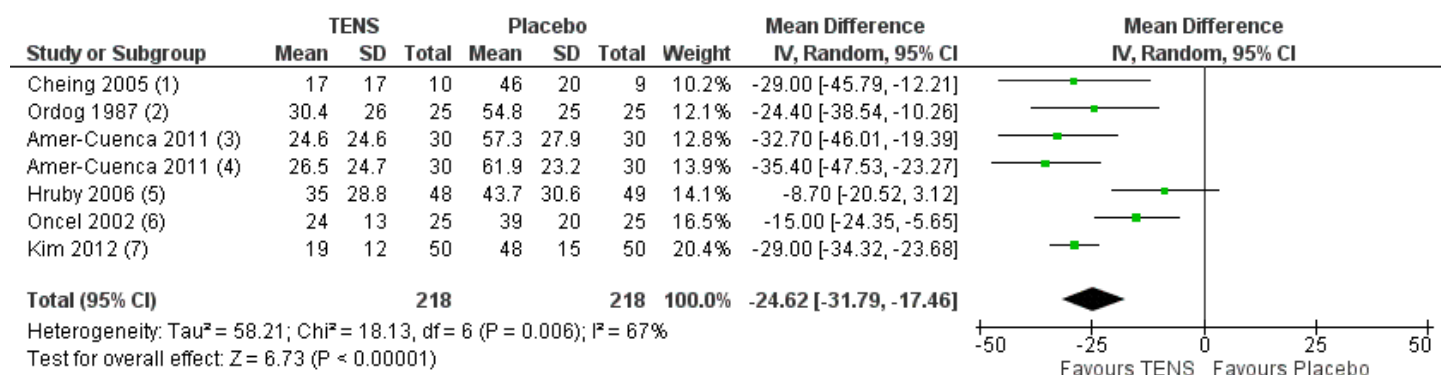 TENS Placebo Mean Difference Mean Difference
Study or Subgroup Mean SD Total Mean SD Total Weight IV, Random, 95% CI IV, Random, 95% CI
Cheing 2005 (1) 17 17 10 46 20 9 10.2% -29.00 [-45.79, -12.21]
Ordog 1987 (2) 30.4 26 25 54.8 25 25 12.1% -24.40 [-38.54, -10.26]
Amer-Cuenca 2011 (3) 24.6 24.6 30 57.3 27.9 30 12.8% -32.70 [-46.01, -19.39]
Amer-Cuenca 2011 (4) 26.5 24.7 30 61.9 23.2 30 13.9% -35.40 [-47.53, -23.27]
Hruby 2006 (5) 35 28.8 48 43.7 30.6 49 14.1% -8.70 [-20.52, 3.12]
Oncel 2002 (6) 24 13 25 39 20 25 16.5% -15.00 [-24.35, -5.65]
Kim 2012 (7) 19 12 50 48 15 50 20.4% -29.00 [-34.32, -23.68]
Total (95% CI) 218 218 100.0% -24.62 [-31.79, -17.46]
Heterogeneity: Tau² = 58.21; Chi² = 18.13, df = 6 (P = 0.006); I² = 67%
Test for overall effect: Z = 6.73 (P < 0.00001)
-50 -25 0 25 50
Favours TENS Favours Placebo